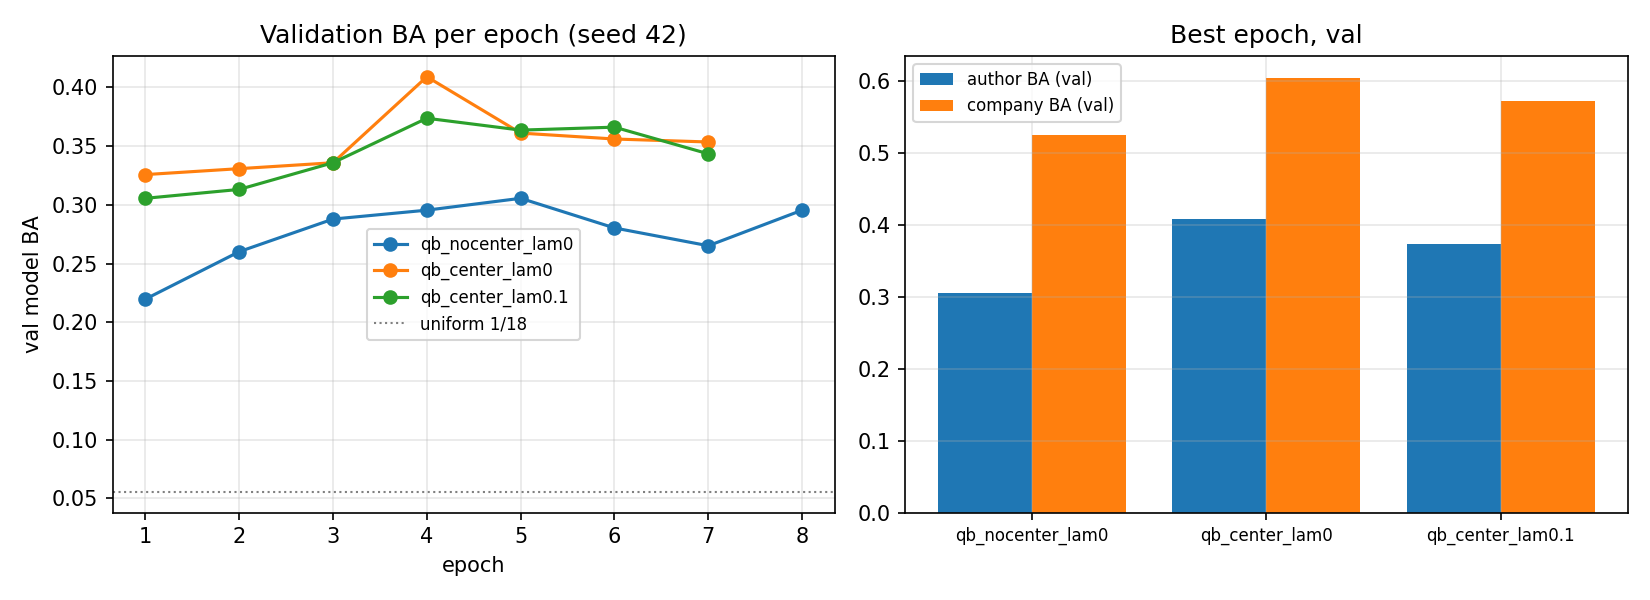 Validation BA per epoch (seed 42)
val model BA
0.40
0.35
0.30
0.25
0.20
0.15
0.10
0.05
qb_nocenter_lam0
qb_center_lam0
qb_center_lam0.1
uniform 1/18
1 2 3 4 5 6 7 8
epoch
Best epoch, val
author BA (val)
company BA (val)
0.6
0.5
0.4
0.3
0.2
0.1
0.0
qb_nocenter_lam0 qb_center_lam0 qb_center_lam0.1